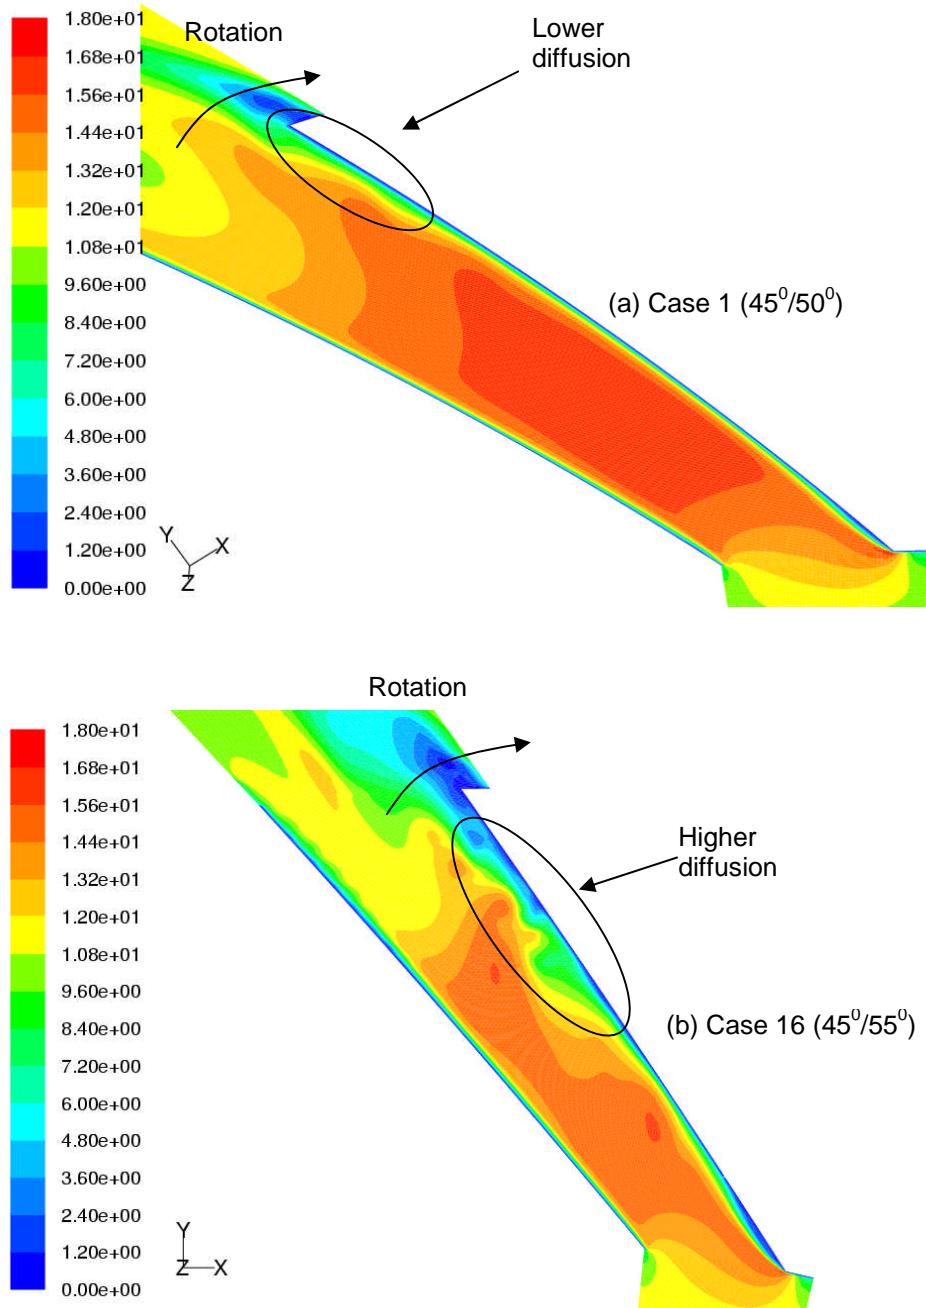 1.80e+01
1.68e+01
1.56e+01
1.44e+01
1.32e+01
1.20e+01
1.08e+01
9.60e+00
8.40e+00
7.20e+00
6.00e+00
4.80e+00
3.60e+00
2.40e+00
1.20e+00
0.00e+00
Rotation
Lower
diffusion
(a) Case 1 (45⁰/50⁰)
Y
X
Z
Rotation
1.80e+01
1.68e+01
1.56e+01
1.44e+01
1.32e+01
1.20e+01
1.08e+01
9.60e+00
8.40e+00
7.20e+00
6.00e+00
4.80e+00
3.60e+00
2.40e+00
1.20e+00
0.00e+00
Higher
diffusion
(b) Case 16 (45⁰/55⁰)
Y
Z
X